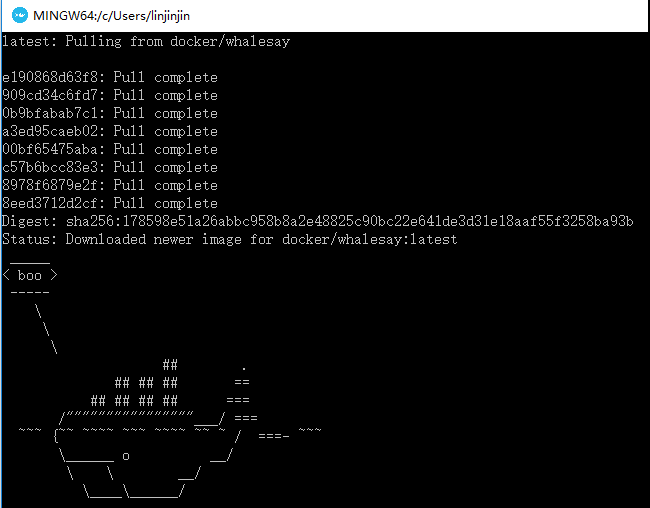 MINGW64:/c/Users/linjinjin
latest: Pulling from docker/whalesay
e190868d63f8: Pull complete
909cd34c6fd7: Pull complete
0b9bfabab7c1: Pull complete
a3ed95caeb02: Pull complete
00bf65475aba: Pull complete
c57b6bcc83e3: Pull complete
8978f6879e2f: Pull complete
8eed3712d2cf: Pull complete
Digest: sha256:178598e51a26abbc958b8a2e48825c90bc22e641de3d31e18aaf55f3258ba93b
Status: Downloaded newer image for docker/whalesay:latest
 _____
< boo >
 -----
    \
     \
      \
                    ##        .
              ## ## ##       ==
           ## ## ## ##      ===
       /""""""""""""""""___/ ===
  ~~~ {~~ ~~~~ ~~~ ~~~~ ~~ ~ /  ===- ~~~
       \______ o          __/
        \    \        __/
          \____\______/